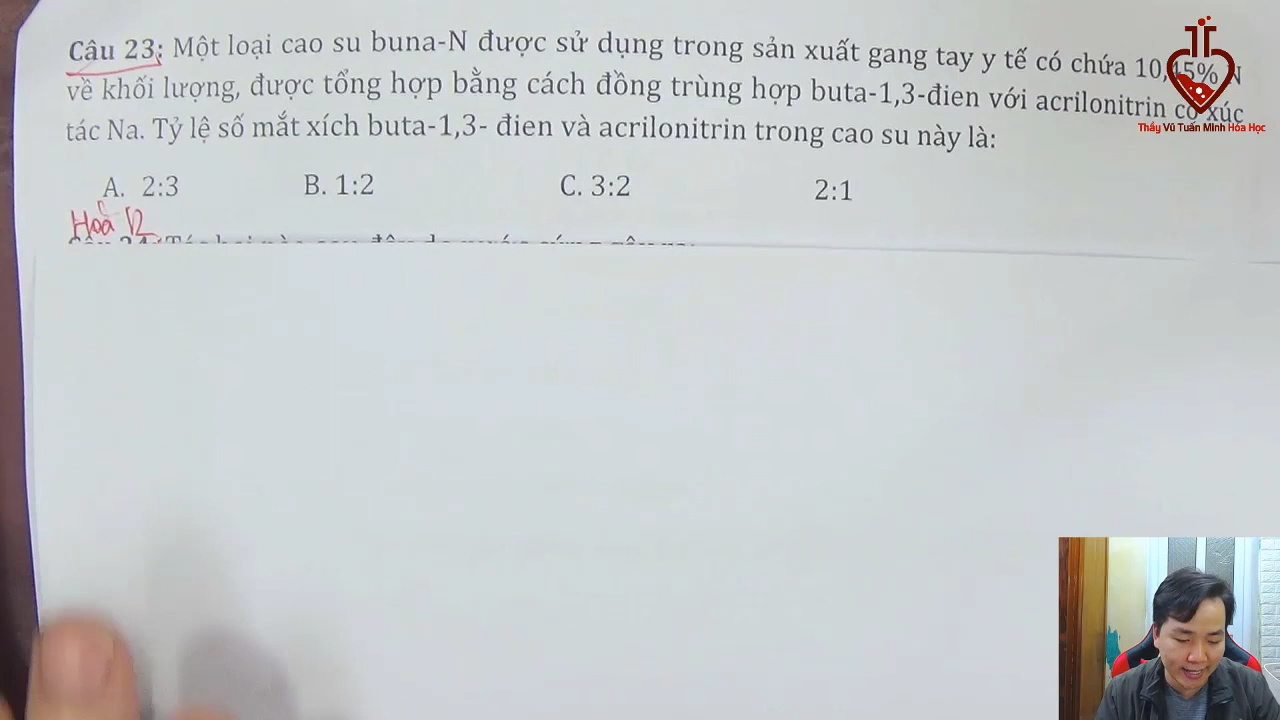 Câu 23: Một loại cao su buna-N được sử dụng trong sản xuất gang tay y tế có chứa 10,45% N
về khối lượng, được tổng hợp bằng cách đồng trùng hợp buta-1,3-đien với acrilonitrin có xúc
tác Na. Tỷ lệ số mắt xích buta-1,3- đien và acrilonitrin trong cao su này là:
A. 2:3 B. 1:2 C. 3:2 2:1
Hoá 12
Thầy Vũ Tuấn Minh Hóa Học